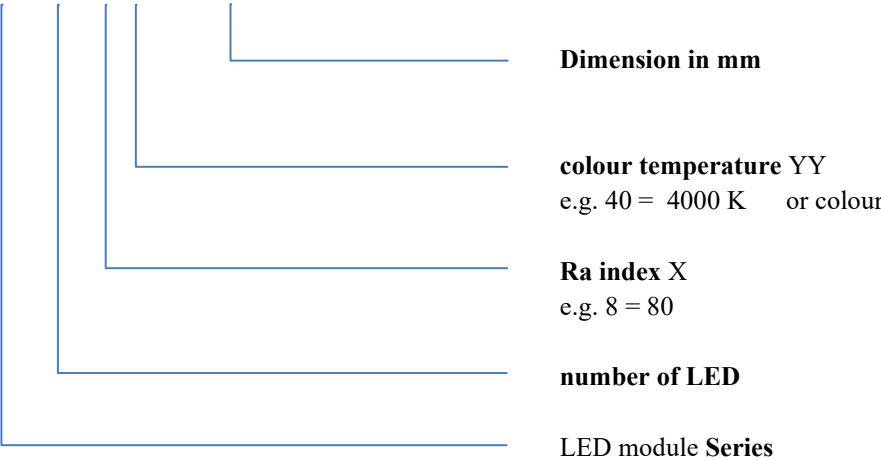 Dimension in mm
colour temperature YY
e.g. 40 = 4000 K or colour
Ra index X
e.g. 8 = 80
number of LED
LED module Series